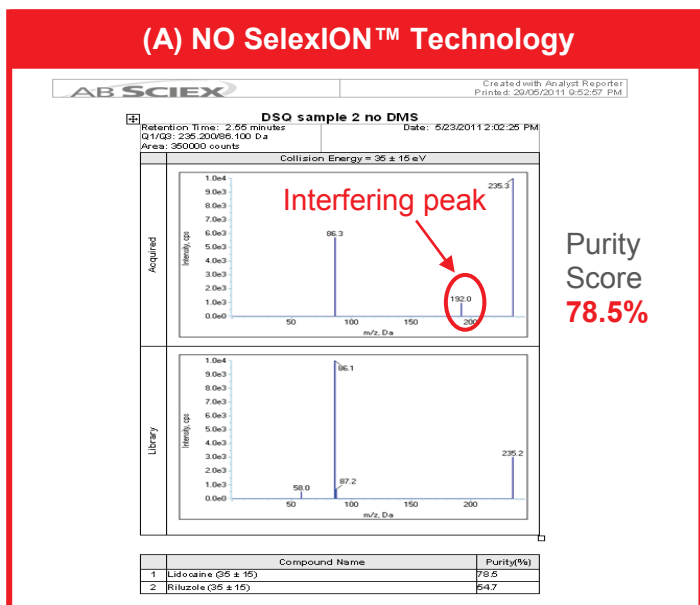 (A) NO SelexION™ Technology
AB SCIEX
Created with Analyst Reporter
Printed: 29/05/2011 9:52:57 PM
DSQ sample 2 no DMS
Retention Time: 2.55 minutes
Date: 5/23/2011 2:02:25 PM
Q1/Q3: 235.200/86.100 Da
Area: 350000 counts
Collision Energy = 35 ± 15 eV
Acquired
Intensity, cps
1.0e4
9.0e3
8.0e3
7.0e3
6.0e3
5.0e3
4.0e3
3.0e3
2.0e3
1.0e3
0.0e0
Interfering peak
235.3
86.3
192.0
50 100 150 200
m/z, Da
Purity
Score
78.5%
Library
Intensity, cps
1.0e4
9.0e3
8.0e3
7.0e3
6.0e3
5.0e3
4.0e3
3.0e3
2.0e3
1.0e3
0.0e0
86.1
235.2
58.0
87.2
50 100 150 200
m/z, Da
Compound Name Purity(%)
1 Lidocaine (35 ± 15) 78.5
2 Riluzole (35 ± 15) 54.7